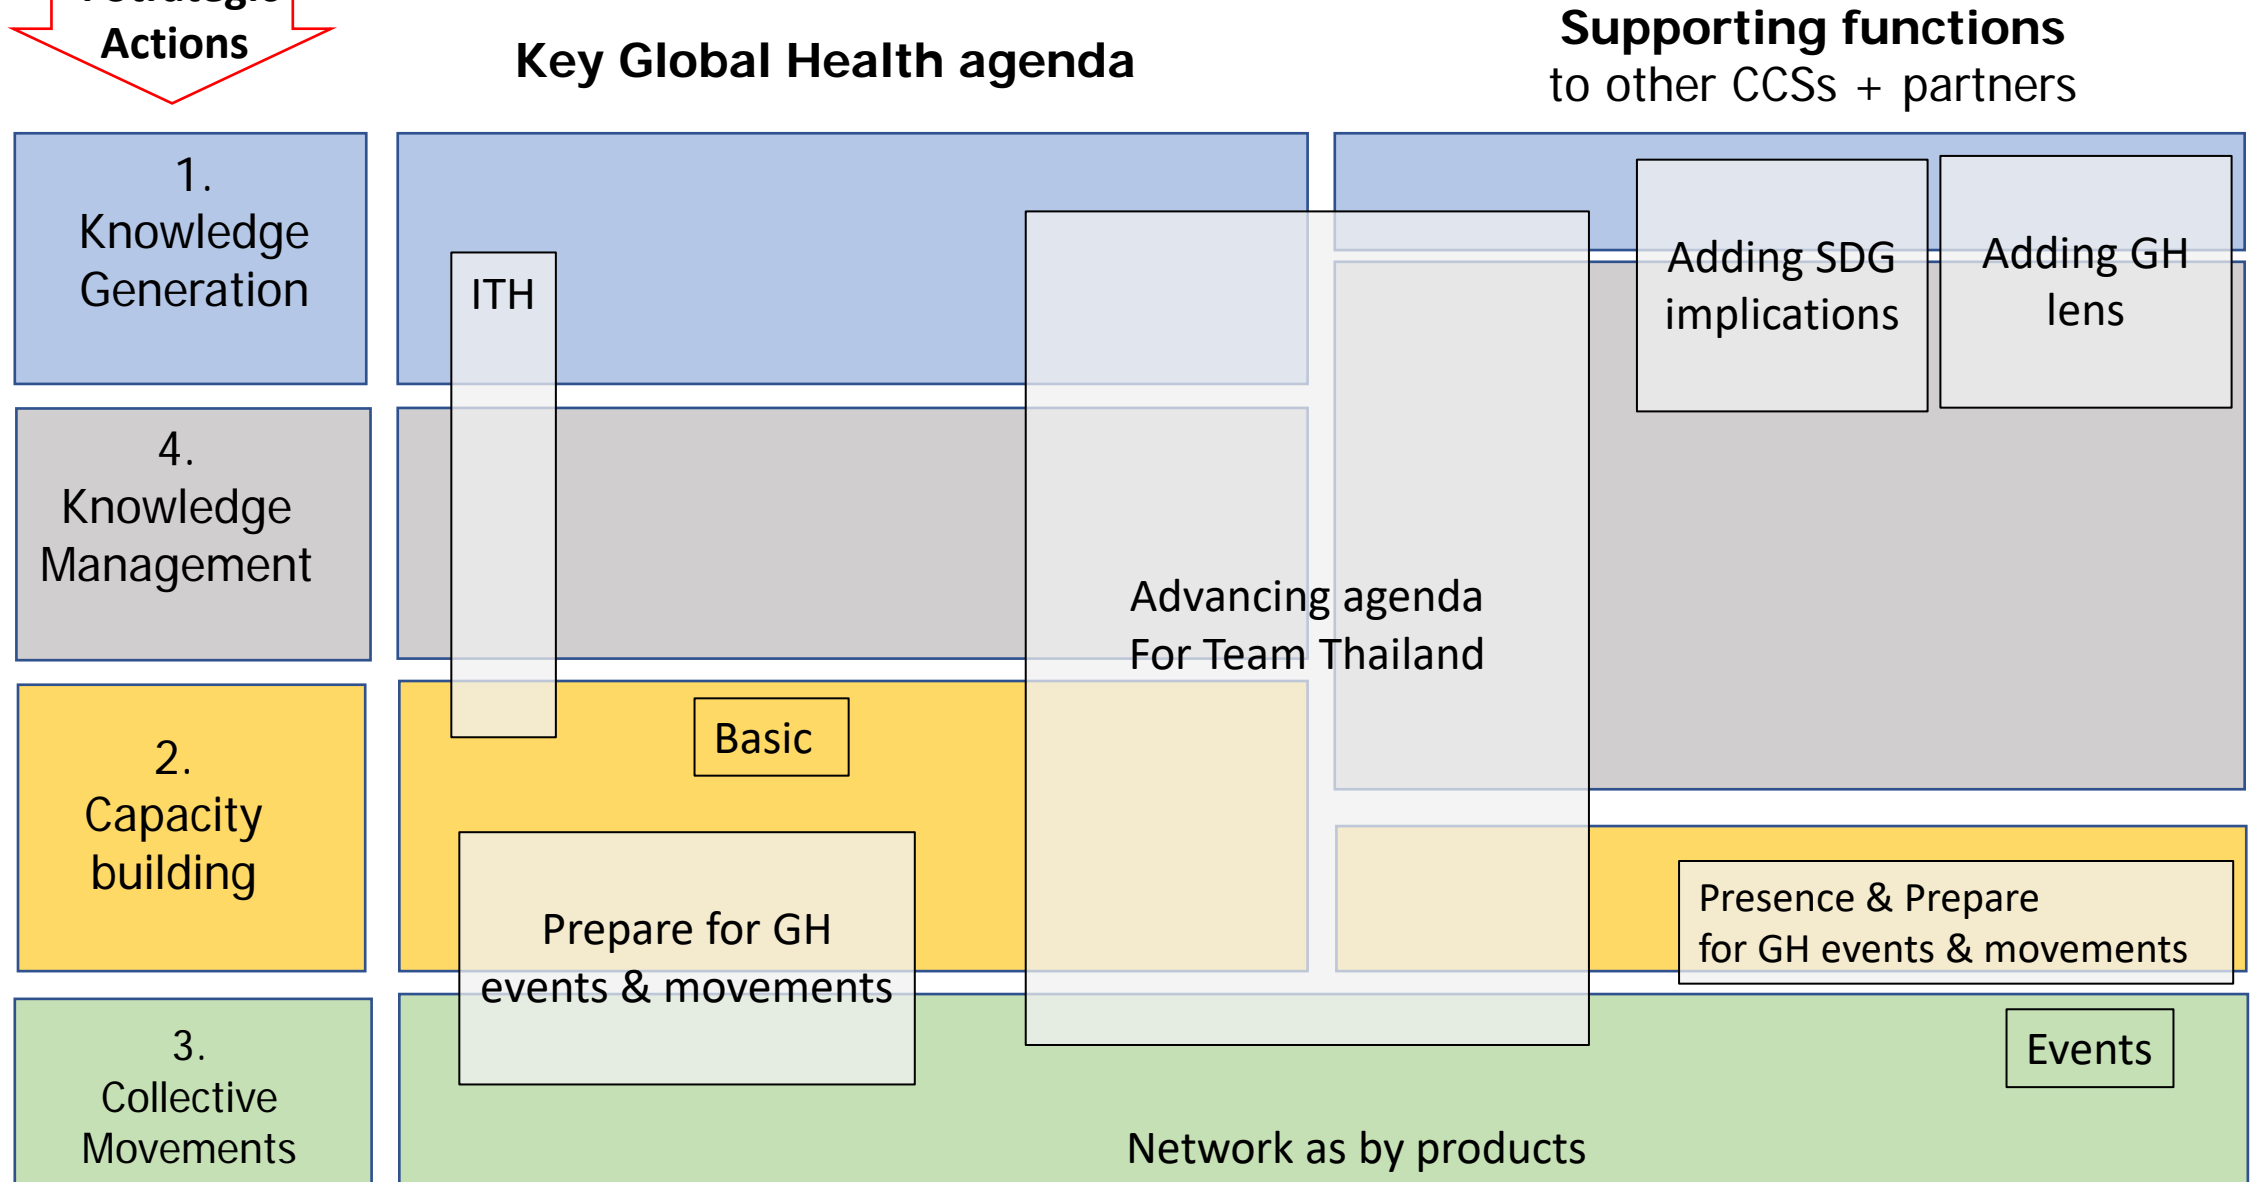 Actions
Key Global Health agenda
Supporting functions
to other CCSs + partners
1.
Knowledge
Generation
ITH
Adding SDG
implications
Adding GH
lens
4.
Knowledge
Management
Advancing agenda
For Team Thailand
2.
Capacity
building
Basic
Prepare for GH
events & movements
Presence & Prepare
for GH events & movements
3.
Collective
Movements
Events
Network as by products